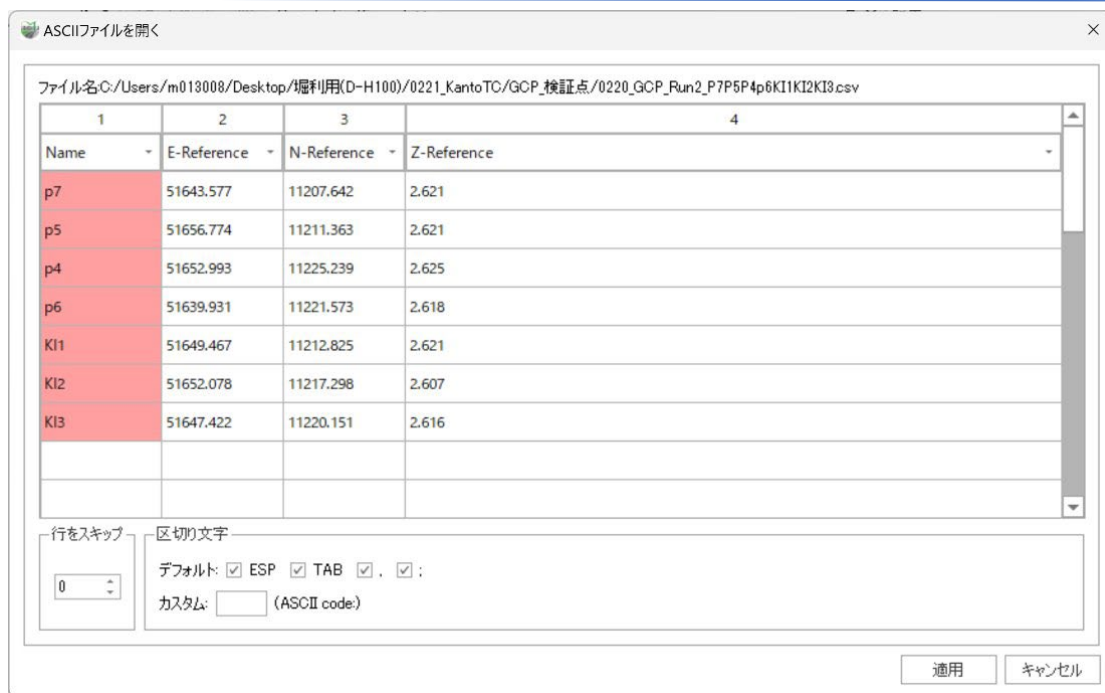 ASCIIファイルを開く
ファイル名:C:/Users/m013008/Desktop/堀利用(D-H100)/0221_KantoTC/GCP_検証点/0220_GCP_Run2_P7P5P4p6KI1KI2KI3.csv
1 2 3 4
Name E-Reference N-Reference Z-Reference
p7 51643.577 11207.642 2.621
p5 51656.774 11211.363 2.621
p4 51652.993 11225.239 2.625
p6 51639.931 11221.573 2.618
KI1 51649.467 11212.825 2.621
KI2 51652.078 11217.298 2.607
KI3 51647.422 11220.151 2.616
行をスキップ 区切り文字
デフォルト: ESP TAB , ;
0
カスタム: (ASCII code:)
適用 キャンセル